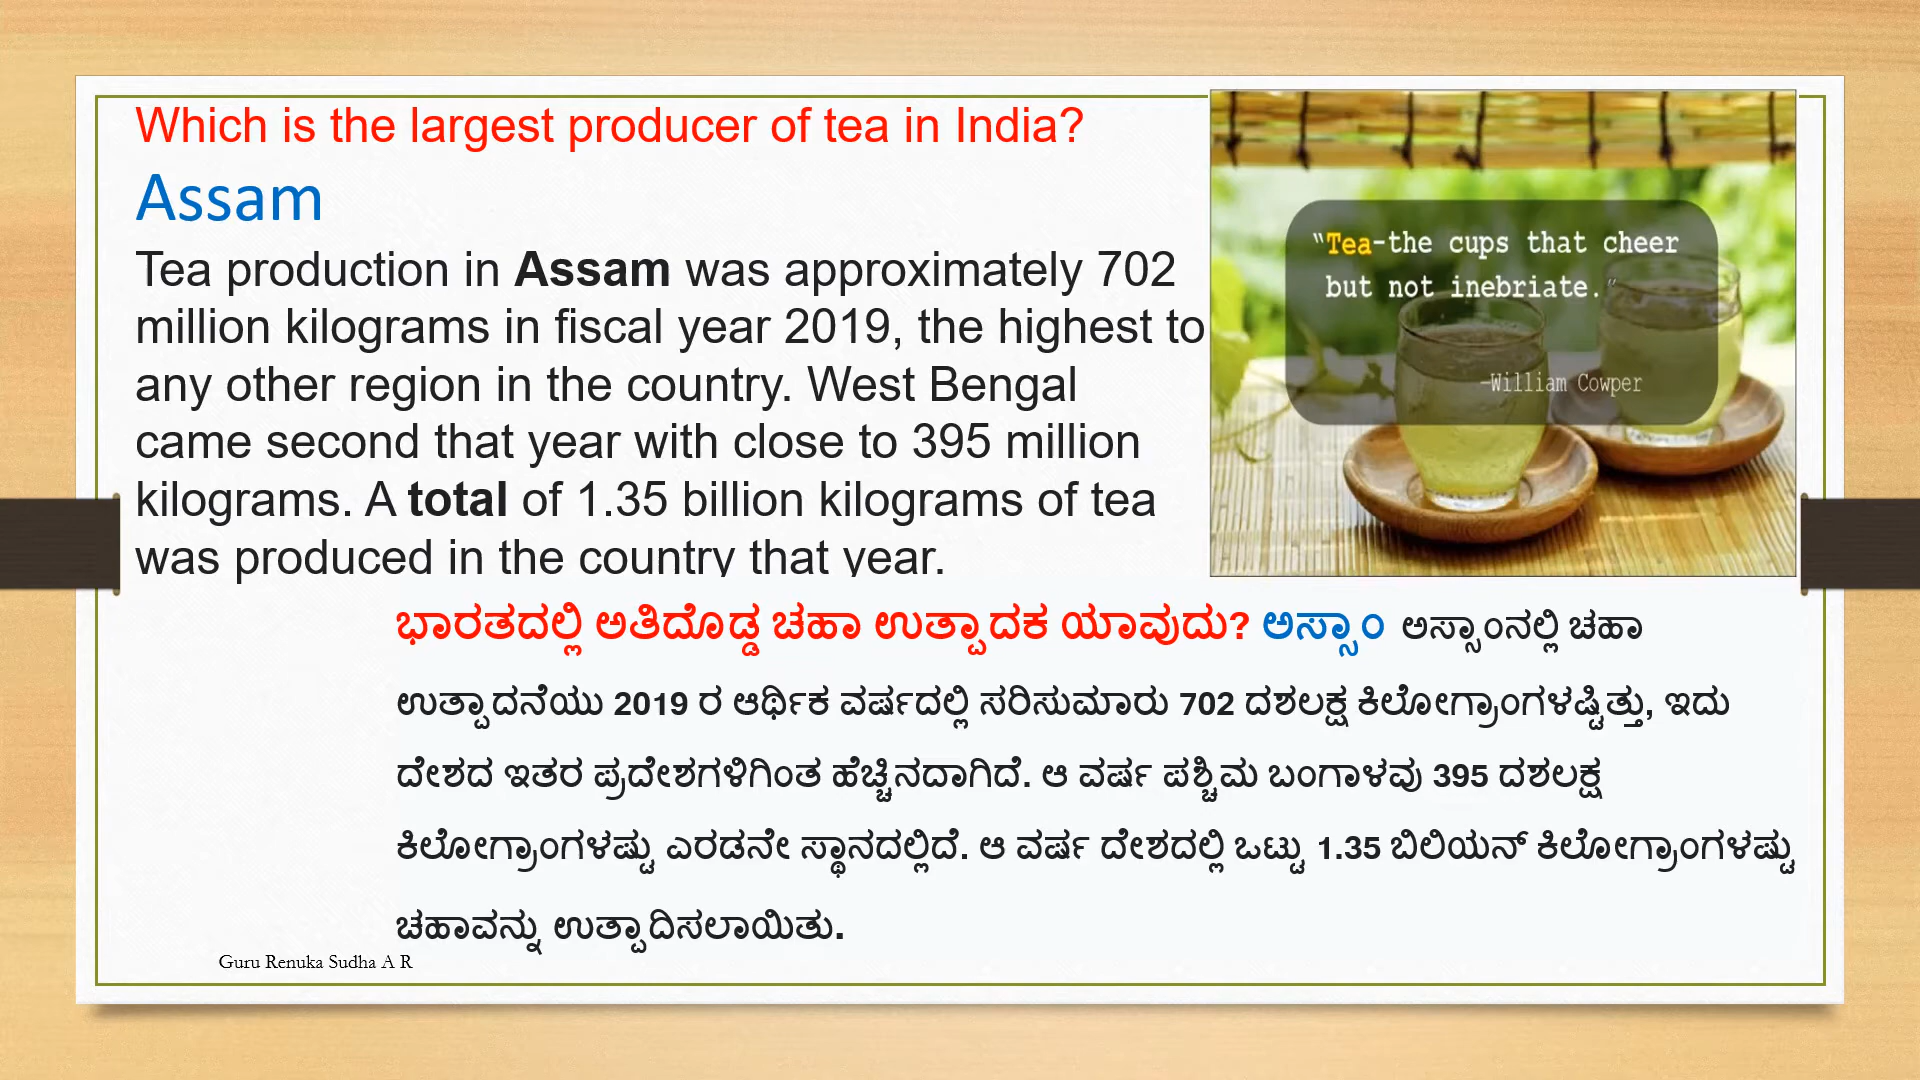 Which is the largest producer of tea in India?
Assam
Tea production in Assam was approximately 702
million kilograms in fiscal year 2019, the highest to
any other region in the country. West Bengal
came second that year with close to 395 million
kilograms. A total of 1.35 billion kilograms of tea
was produced in the country that year.
“Tea-the cups that cheer
but not inebriate.”
-William Cowper
ಭಾರತದಲ್ಲಿ ಅತಿದೊಡ್ಡ ಚಹಾ ಉತ್ಪಾದಕ ಯಾವುದು? ಅಸ್ಸಾಂ ಅಸ್ಸಾಂನಲ್ಲಿ ಚಹಾ
ಉತ್ಪಾದನೆಯು 2019 ರ ಆರ್ಥಿಕ ವರ್ಷದಲ್ಲಿ ಸರಿಸುಮಾರು 702 ದಶಲಕ್ಷ ಕಿಲೋಗ್ರಾಂಗಳಷ್ಟಿತ್ತು, ಇದು
ದೇಶದ ಇತರ ಪ್ರದೇಶಗಳಿಗಿಂತ ಹೆಚ್ಚಿನದಾಗಿದೆ. ಆ ವರ್ಷ ಪಶ್ಚಿಮ ಬಂಗಾಳವು 395 ದಶಲಕ್ಷ
ಕಿಲೋಗ್ರಾಂಗಳಷ್ಟು ಎರಡನೇ ಸ್ಥಾನದಲ್ಲಿದೆ. ಆ ವರ್ಷ ದೇಶದಲ್ಲಿ ಒಟ್ಟು 1.35 ಬಿಲಿಯನ್ ಕಿಲೋಗ್ರಾಂಗಳಷ್ಟು
ಚಹಾವನ್ನು ಉತ್ಪಾದಿಸಲಾಯಿತು.
Guru Renuka Sudha A R